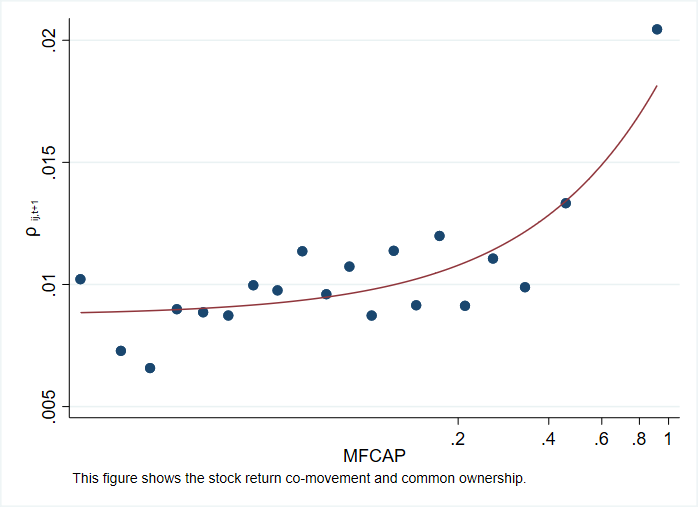 .02
.015
.01
.005
ρ ij,t+1
.2 .4 .6 .8 1
MFCAP
This figure shows the stock return co-movement and common ownership.